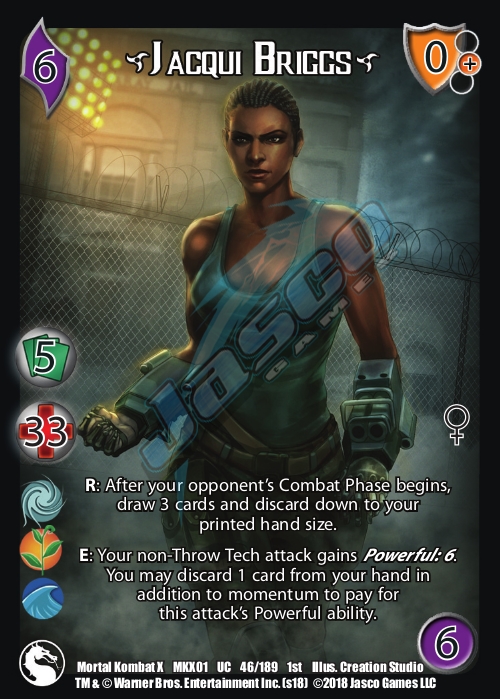 6
JACQUI BRIGGS
0
+
Jasco
GAMES
5
33
R: After your opponent's Combat Phase begins,
draw 3 cards and discard down to your
printed hand size.
E: Your non-Throw Tech attack gains Powerful: 6.
You may discard 1 card from your hand in
addition to momentum to pay for
this attack's Powerful ability.
6
Mortal Kombat X MKX01 UC 46/189 1st Illus. Creation Studio
TM & © Warner Bros. Entertainment Inc. (s18) ©2018 Jasco Games LLC